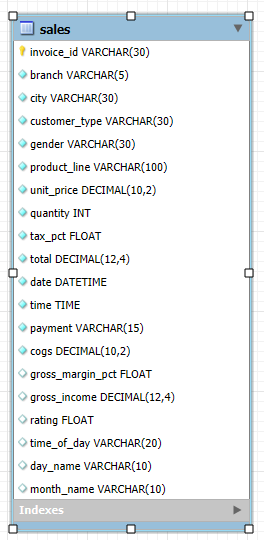 sales
invoice_id VARCHAR(30)
branch VARCHAR(5)
city VARCHAR(30)
customer_type VARCHAR(30)
gender VARCHAR(30)
product_line VARCHAR(100)
unit_price DECIMAL(10,2)
quantity INT
tax_pct FLOAT
total DECIMAL(12,4)
date DATETIME
time TIME
payment VARCHAR(15)
cogs DECIMAL(10,2)
gross_margin_pct FLOAT
gross_income DECIMAL(12,4)
rating FLOAT
time_of_day VARCHAR(20)
day_name VARCHAR(10)
month_name VARCHAR(10)
Indexes